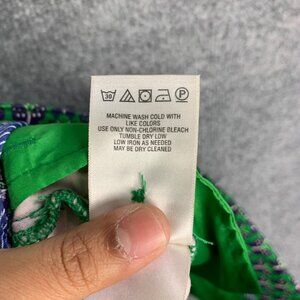 30
P
MACHINE WASH COLD WITH
LIKE COLORS
USE ONLY NON-CHLORINE BLEACH
TUMBLE DRY LOW
LOW IRON AS NEEDED
MAY BE DRY CLEANED